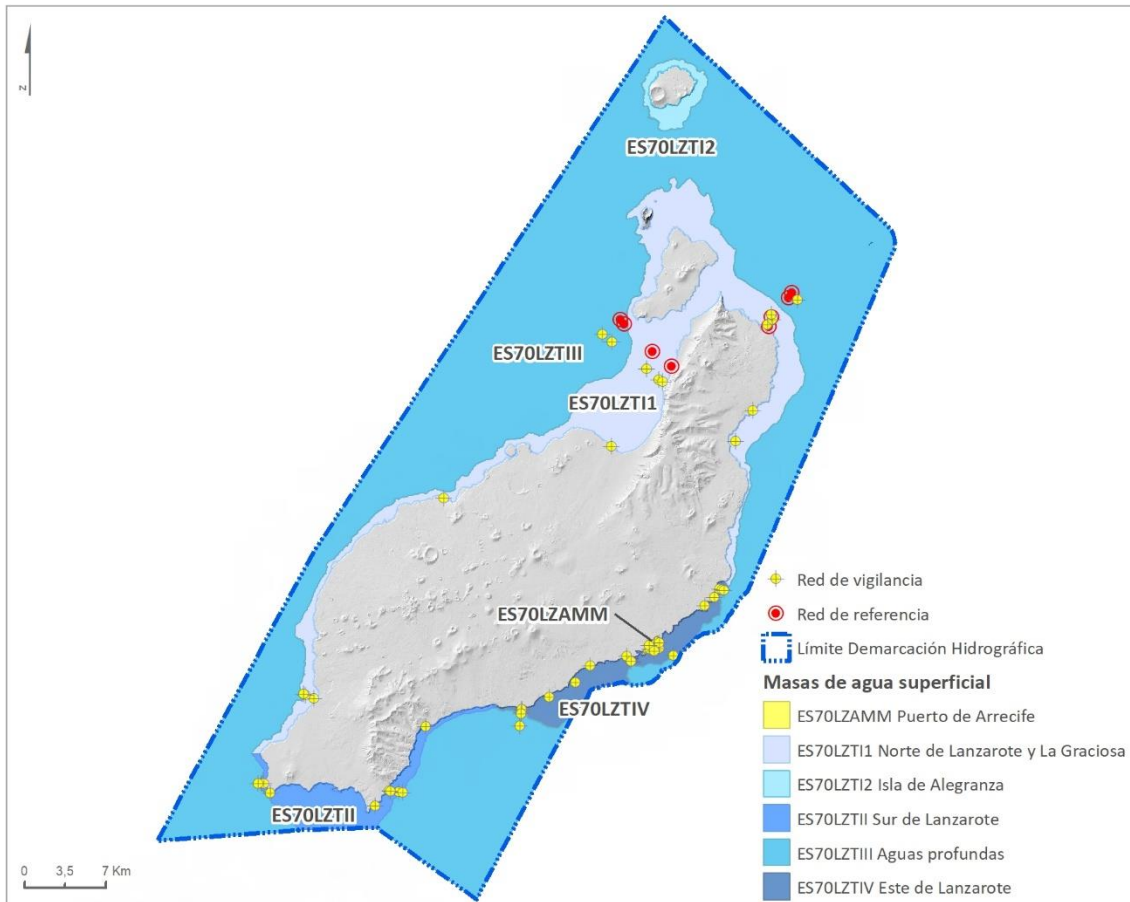 N
ES70LZTI2
ES70LZTIII
ES70LZTI1
ES70LZAMM
ES70LZTIV
ES70LZTII
Red de vigilancia
Red de referencia
Límite Demarcación Hidrográfica
Masas de agua superficial
ES70LZAMM Puerto de Arrecife
ES70LZTI1 Norte de Lanzarote y La Graciosa
ES70LZTI2 Isla de Alegranza
ES70LZTII Sur de Lanzarote
ES70LZTIII Aguas profundas
ES70LZTIV Este de Lanzarote
0 3,5 7 Km